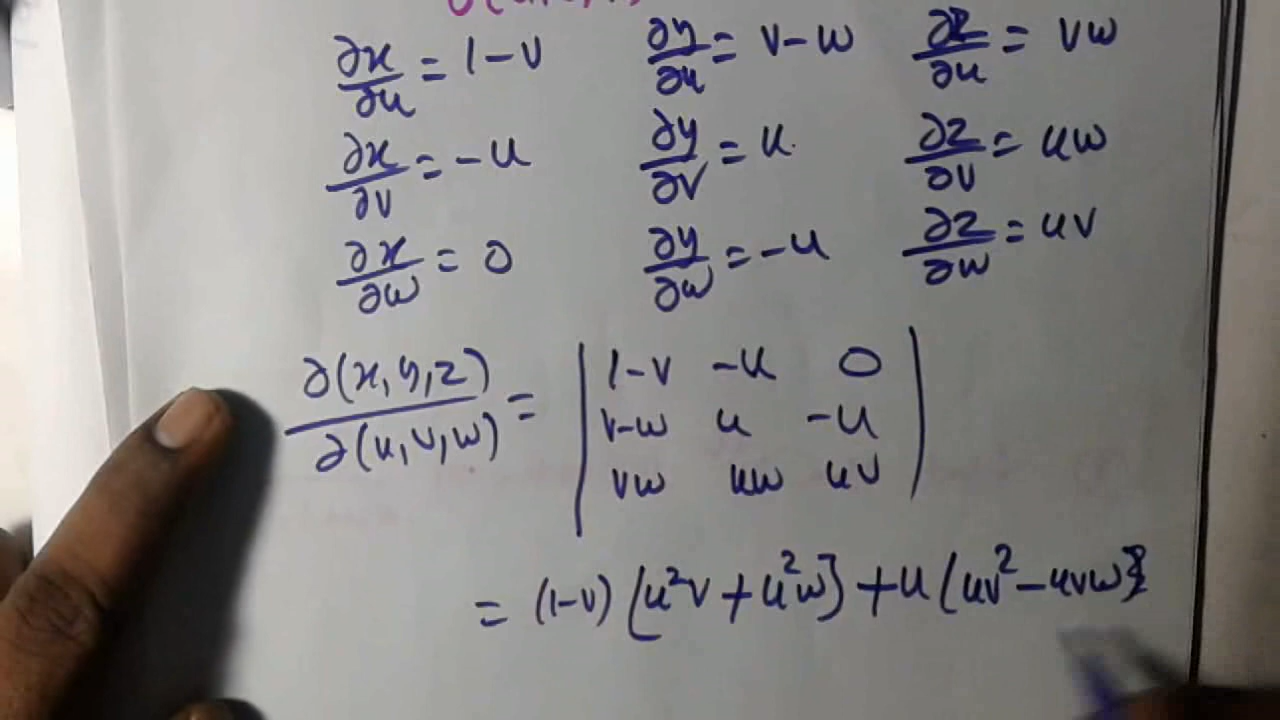 ∂x/∂u = 1-v ∂y/∂u = v-w ∂z/∂u = vw
∂x/∂v = -u ∂y/∂v = u ∂z/∂v = uw
∂x/∂w = 0 ∂y/∂w = -u ∂z/∂w = uv
∂(x,y,z)/∂(u,v,w) = | 1-v -u 0 |
| v-w u -u |
| vw uw uv |
= (1-v) [u²v + u²w] + u [uv² - uvw]